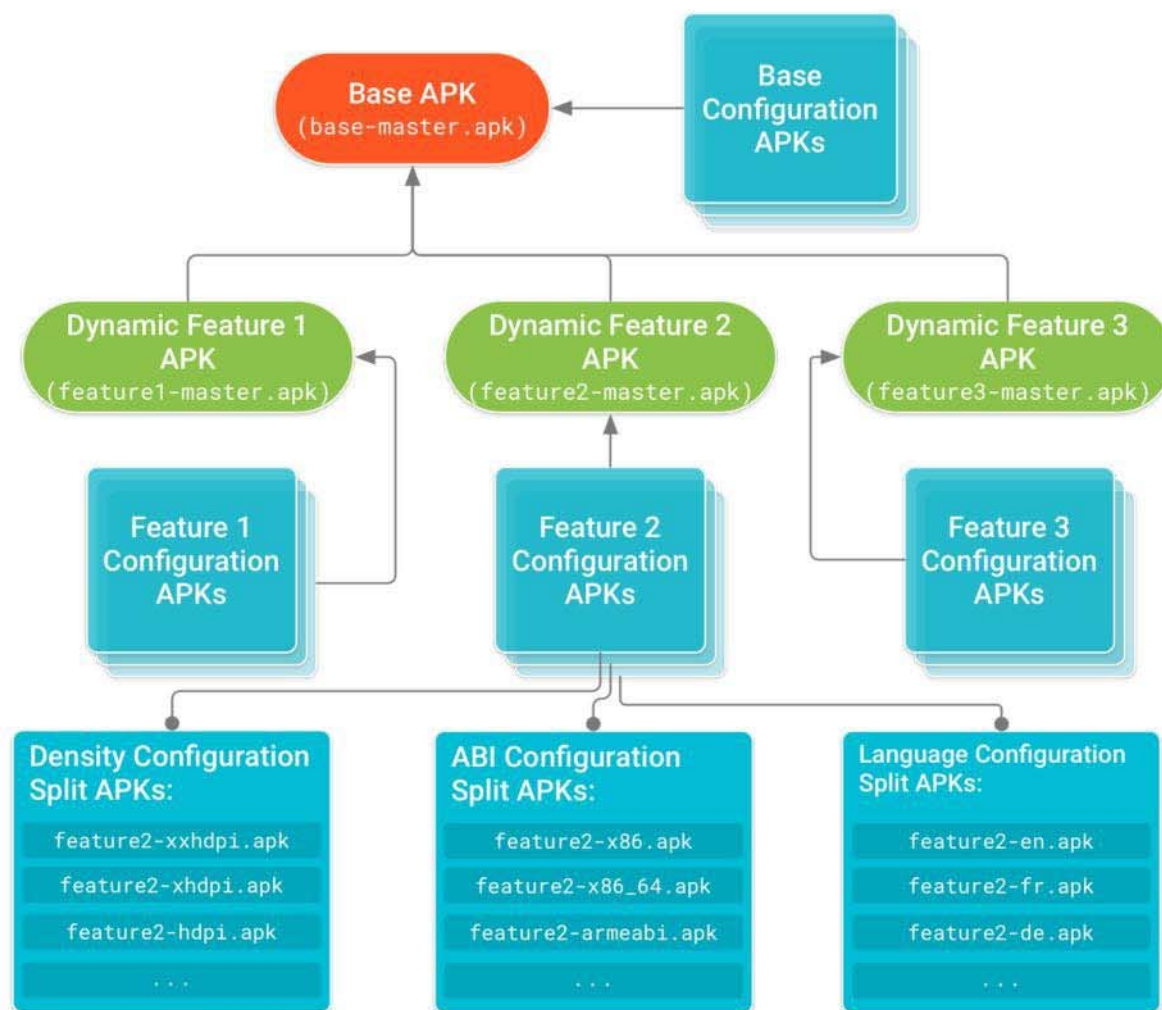 Base APK
(base-master.apk)
Base
Configuration
APKs
Dynamic Feature 1
APK
(feature1-master.apk)
Dynamic Feature 2
APK
(feature2-master.apk)
Dynamic Feature 3
APK
(feature3-master.apk)
Feature 1
Configuration
APKs
Feature 2
Configuration
APKs
Feature 3
Configuration
APKs
Density Configuration
Split APKs:
feature2-xxhdpi.apk
feature2-xhdpi.apk
feature2-hdpi.apk
...
ABI Configuration
Split APKs:
feature2-x86.apk
feature2-x86_64.apk
feature2-armeabi.apk
...
Language Configuration
Split APKs:
feature2-en.apk
feature2-fr.apk
feature2-de.apk
...